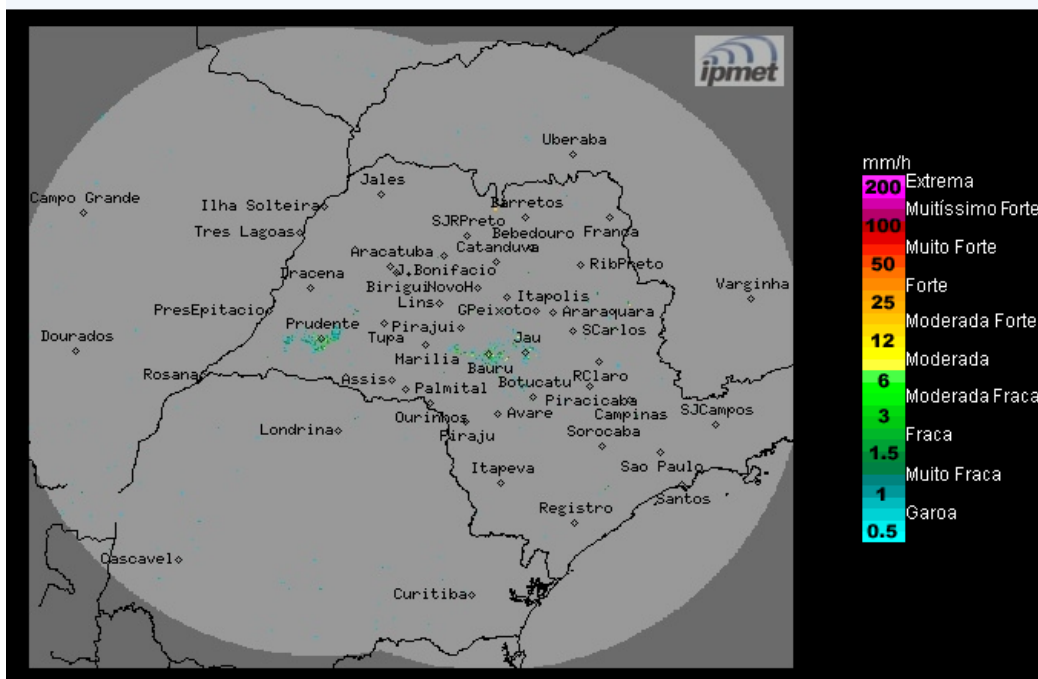 ipmet
Uberaba
Jales
Campo Grande
Ilha Solteira
Barretos
SJRPreto
Tres Lagoas
Bebedouro
Franca
Catanduva
Aracatuba
J.Bonifacio
RibPreto
Dracena
Birigui
NovoH
Itapolis
Varginha
Lins
PresEpitacio
GPeixoto
Araraquara
Prudente
Pirajui
SCarlos
Dourados
Tupa
Jau
Marilia
Bauru
Rosana
Assis
RClaro
Palmital
Botucatu
Piracicaba
Ourinhos
Avare
Campinas
SJCampos
Londrina
Piraju
Sorocaba
Itapeva
Sao Paulo
Santos
Registro
Cascavel
Curitiba
mm/h
200 Extrema
Muitíssimo Forte
100
Muito Forte
50
Forte
25
Moderada Forte
12
Moderada
6
Moderada Fraca
3
Fraca
1.5
Muito Fraca
1
Garoa
0.5